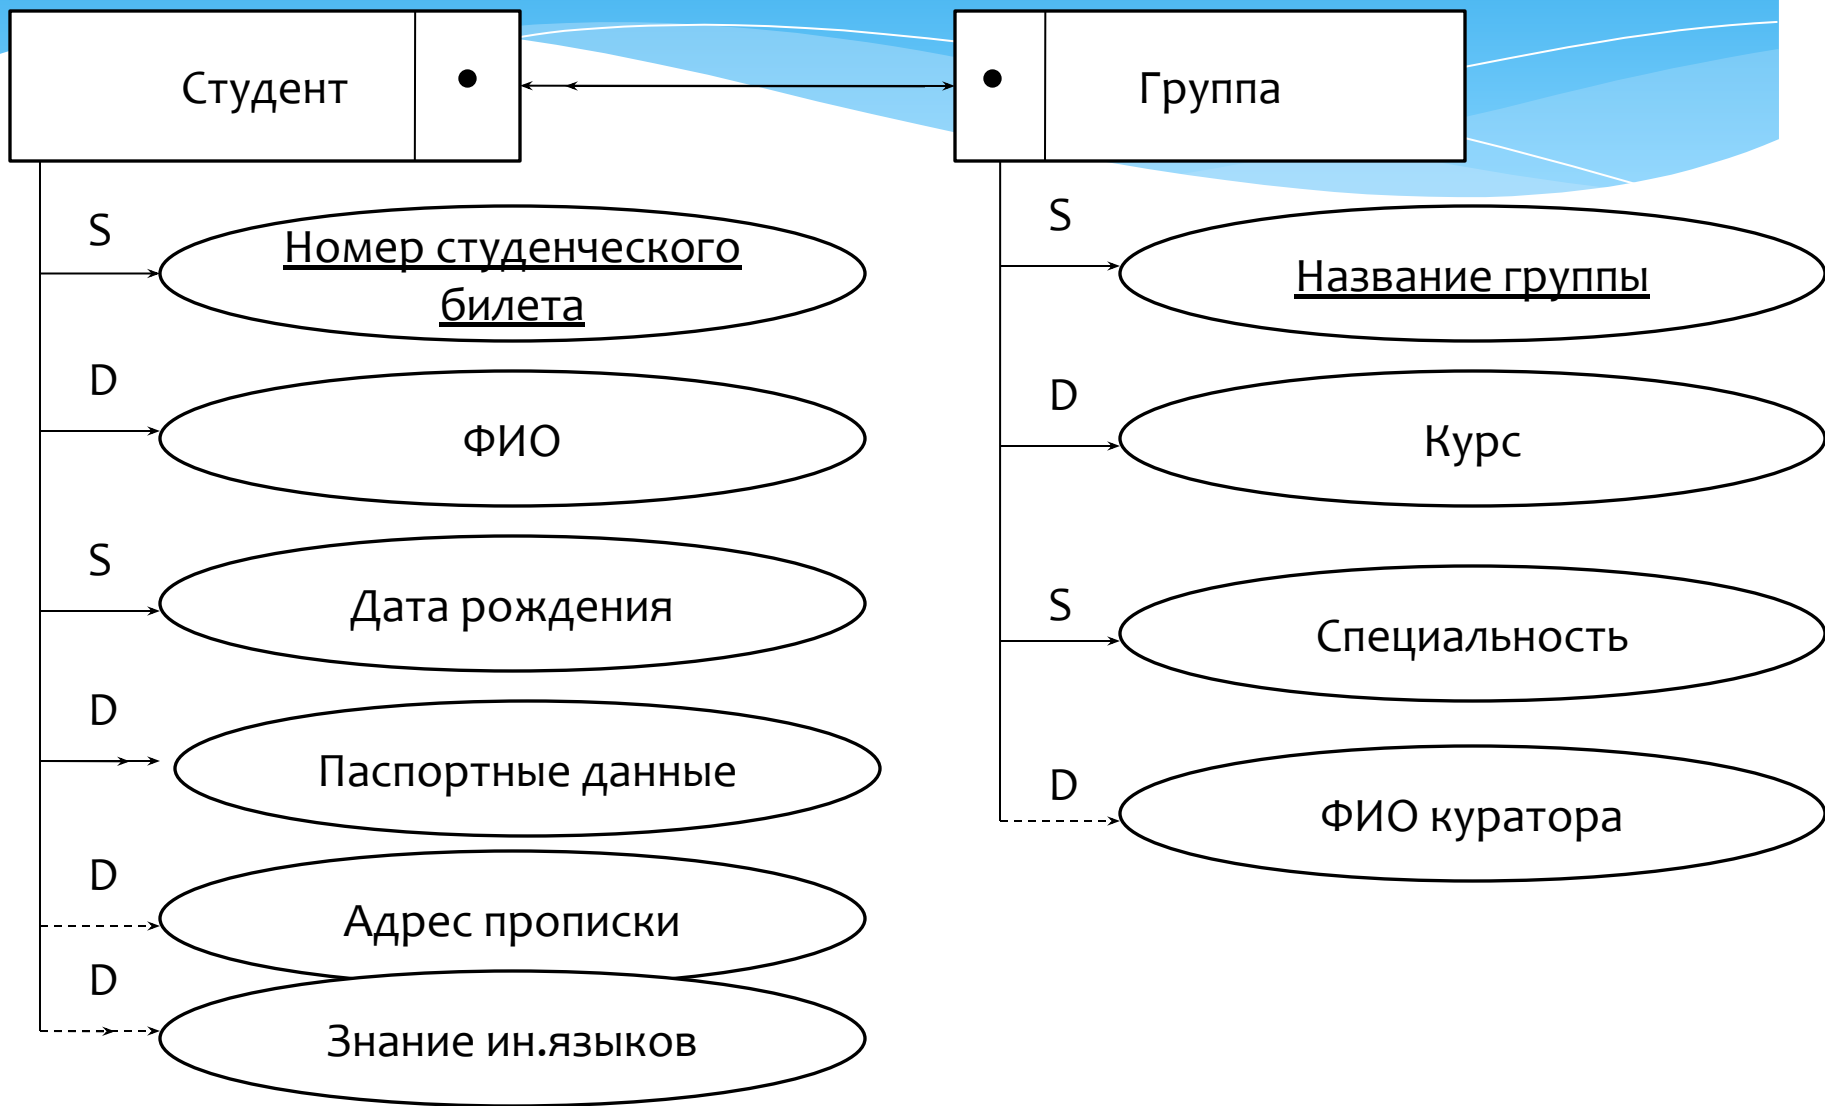 Студент
Группа
S
Номер студенческого
билета
D
ФИО
S
Дата рождения
D
Паспортные данные
D
Адрес прописки
D
Знание ин.языков
S
Название группы
D
Курс
S
Специальность
D
ФИО куратора